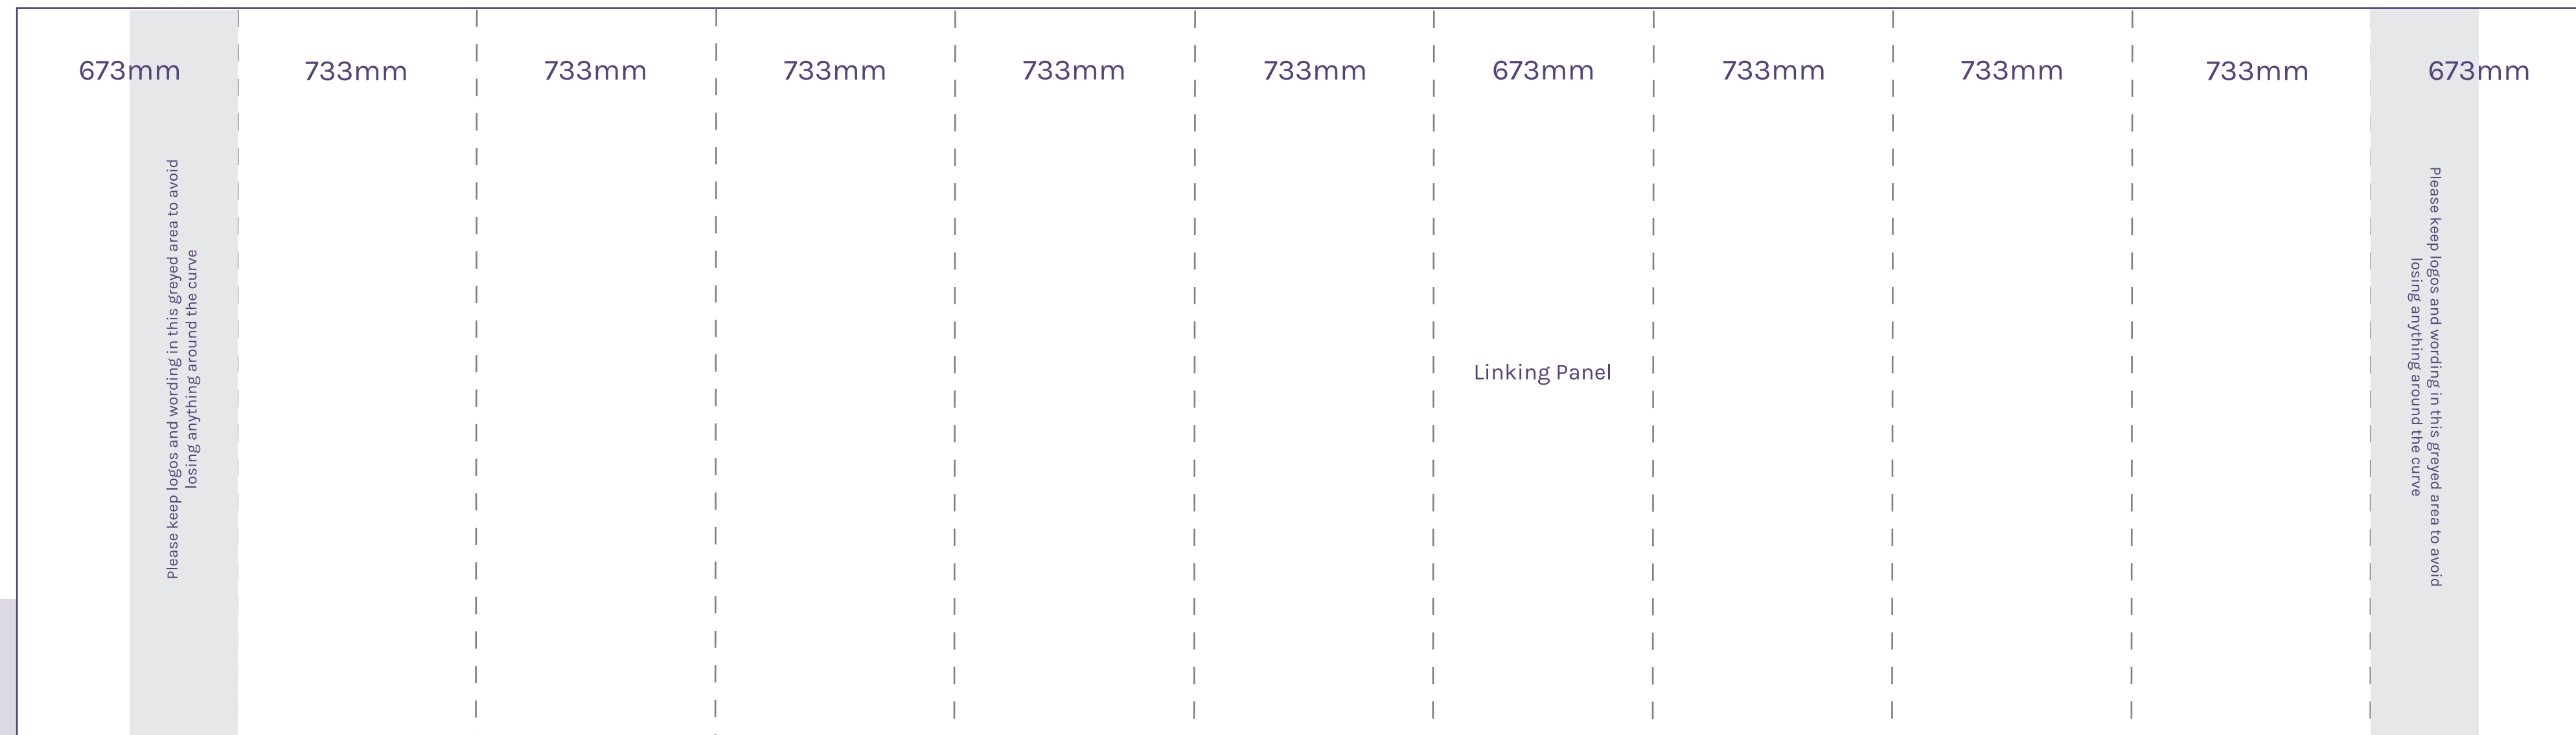 673mm
733mm
733mm
733mm
733mm
733mm
673mm
733mm
733mm
733mm
673mm
Please keep logos and wording in this greyed area to avoid
losing anything around the curve
Linking Panel
Please keep logos and wording in this greyed area to avoid
losing anything around the curve